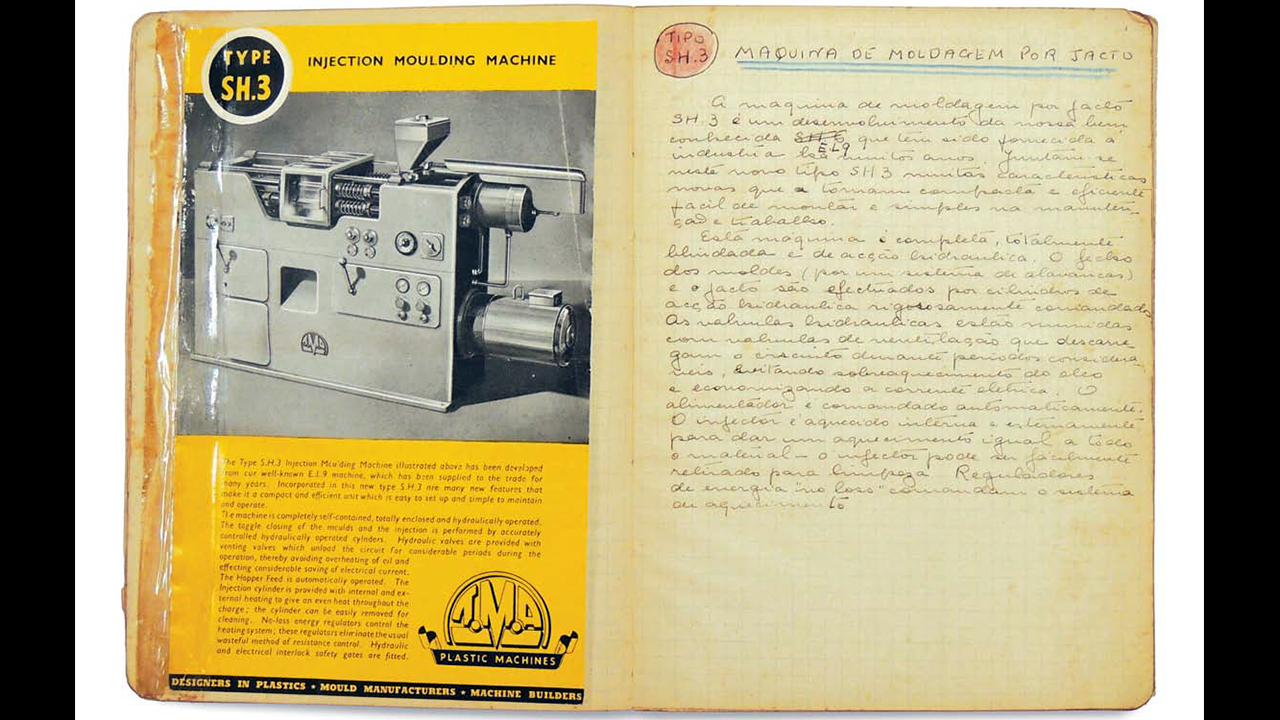 TYPE
SH.3
INJECTION MOULDING MACHINE
The Type S.H.3 Injection Moulding Machine illustrated above has been developed
from our well-known E.I.9 machine, which has been supplied to the trade for
many years. Incorporated in this new type S.H.3 are many new features that
make it a compact and efficient unit which is easy to set up and simple to maintain
and operate.
The machine is completely self-contained, totally enclosed and hydraulically operated.
The toggle closing of the moulds and the injection is performed by accurately
controlled hydraulically operated cylinders. Hydraulic valves are provided with
venting valves which unload the circuit for considerable periods during the
operation, thereby avoiding overheating of oil and
effecting considerable saving of electrical current.
The Hopper Feed is automatically operated. The
Injection cylinder is provided with internal and ex-
ternal heating to give an even heat throughout the
charge; the cylinder can be easily removed for
cleaning. No-loss energy regulators control the
heating system; these regulators eliminate the usual
wasteful method of resistance control. Hydraulic
and electrical interlock safety gates are fitted.
PLASTIC MACHINES
DESIGNERS IN PLASTICS ★ MOULD MANUFACTURERS ★ MACHINE BUILDERS
TIPO
SH.3
MAQUINA DE MOLDAGEM POR JACTO
A maquina de moldagem por jacto
SH.3 é um desenvolvimento da nossa bem
conhecida E.L9 que tem sido fornecida à
industria há muitos anos. Juntam-se
neste novo tipo SH3 muitas caracteristicas
novas que a tornam compacta e eficiente
facil de montar e simples na manuten-
ção e trabalho.
Esta máquina é completa, totalmente
blindada e de acção hidraulica. O fecho
dos moldes (por um sistema de alavancas)
e o jacto são efectuados por cilindros de
acção hidraulica rigorosamente comandados
As valvulas hidraulicas estão munidas
com valvulas de ventilação que descarre
gam o circuito durante periodos considera
veis, evitando sobreaquecimento do oleo
e economizando a corrente eletrica. O
alimentador é comandado automaticamente.
O injector é aquecido interna e externamente
para dar um aquecimento igual a todo
o material - o injector pode ser facilmente
retirado para limpeza Reguladores
de energia "no loss" comandam o sistema
de aquecimento